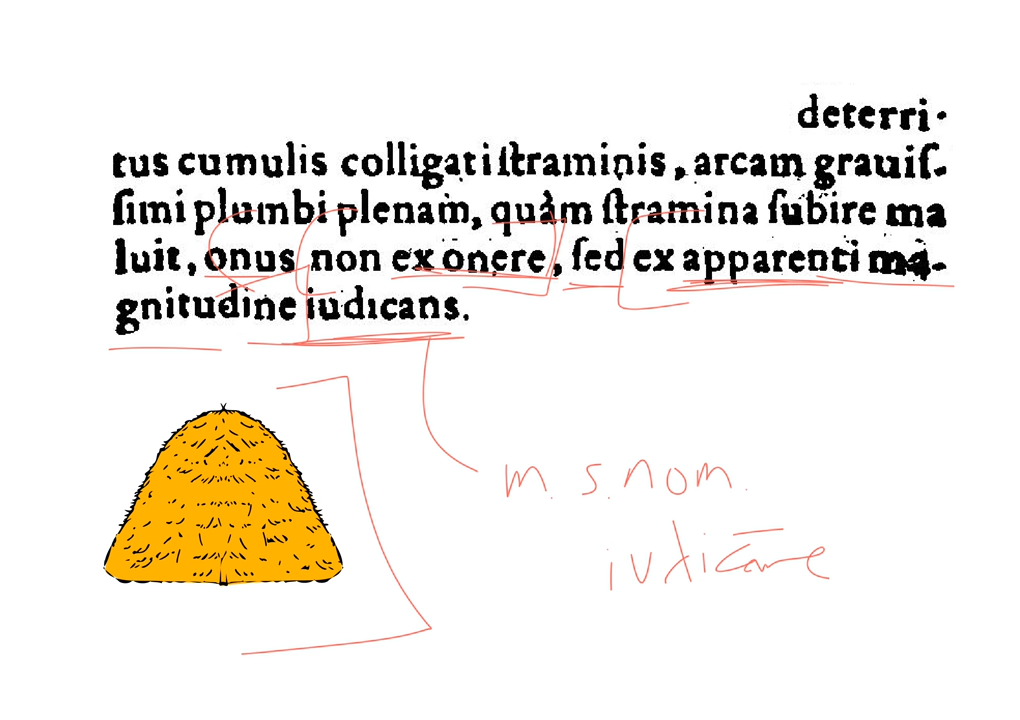 deterri-
tus cumulis colligati ſtraminis, arcam grauiſ-
ſimi plumbi plenam, quàm ſtramina ſubire ma
luit, onus non ex onere, ſed ex apparenti ma-
gnitudine iudicans.
m. s. nom.
iudicāre